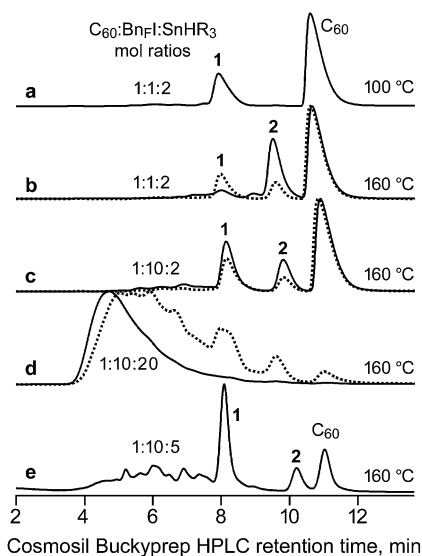 C60:BnFI:SnHR3
mol ratios
1
C60
a
1:1:2
100 °C
b
1:1:2
1
2
160 °C
c
1:10:2
1
2
160 °C
d
1:10:20
160 °C
e
1:10:5
1
2
C60
160 °C
2 4 6 8 10 12
Cosmosil Buckyprep HPLC retention time, min